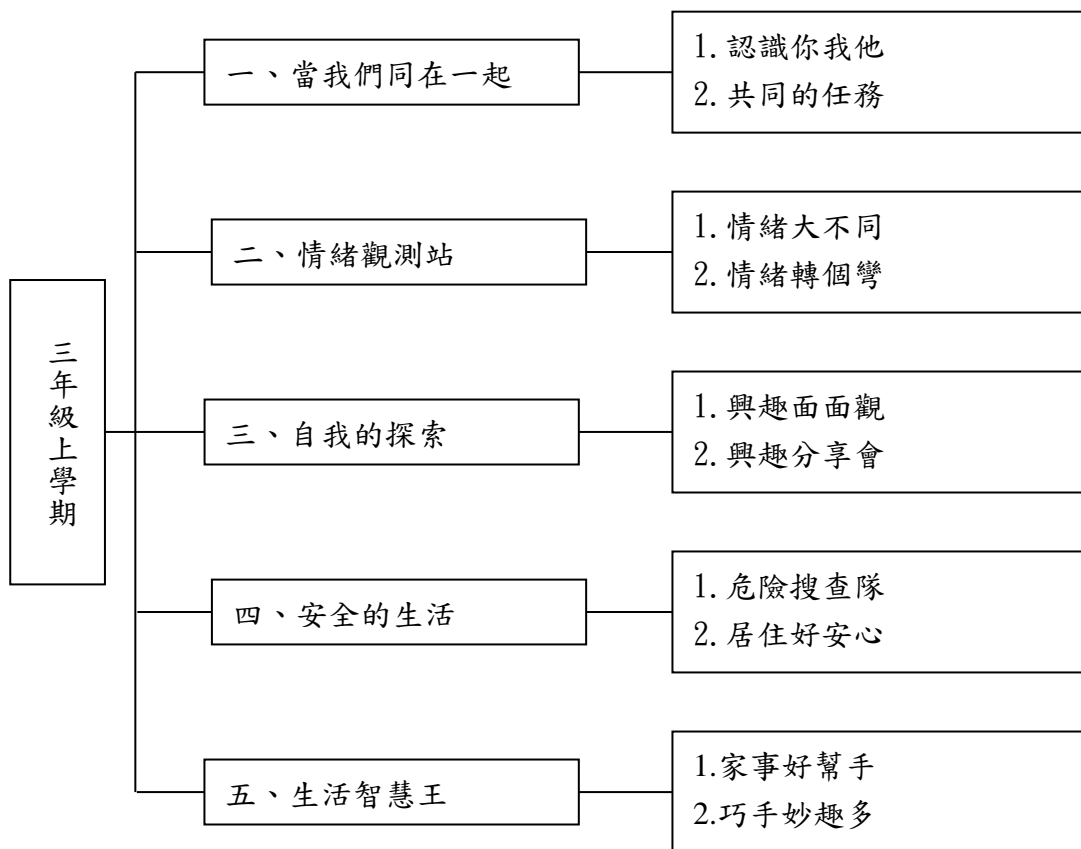 三年級上學期
一、當我們同在一起
1. 認識你我他
2. 共同的任務
二、情緒觀測站
1. 情緒大不同
2. 情緒轉個彎
三、自我的探索
1. 興趣面面觀
2. 興趣分享會
四、安全的生活
1. 危險搜查隊
2. 居住好安心
五、生活智慧王
1.家事好幫手
2.巧手妙趣多